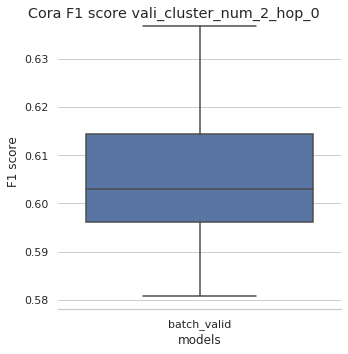 Cora F1 score vali_cluster_num_2_hop_0
0.63
0.62
0.61
0.60
0.59
0.58
F1 score
batch_valid
models